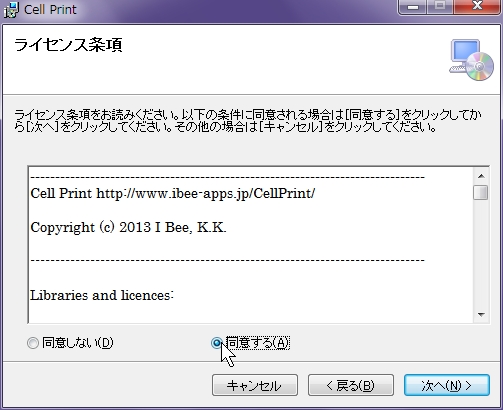 Cell Print
ライセンス条項
ライセンス条項をお読みください。以下の条件に同意される場合は[同意する]をクリックしてか
ら[次へ]をクリックしてください。その他の場合は[キャンセル]をクリックしてください。
--------------------------------------------------------------------------------
Cell Print http://www.ibee-apps.jp/CellPrint/
Copyright (c) 2013 I Bee, K.K.
--------------------------------------------------------------------------------
Libraries and licences:
同意しない(D) 同意する(A)
キャンセル < 戻る(B) 次へ(N) >